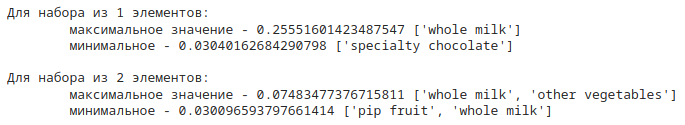 Для набора из 1 элементов:
максимальное значение - 0.25551601423487547 ['whole milk']
минимальное - 0.03040162684290798 ['specialty chocolate']
Для набора из 2 элементов:
максимальное значение - 0.07483477376715811 ['whole milk', 'other vegetables']
минимальное - 0.030096593797661414 ['pip fruit', 'whole milk']